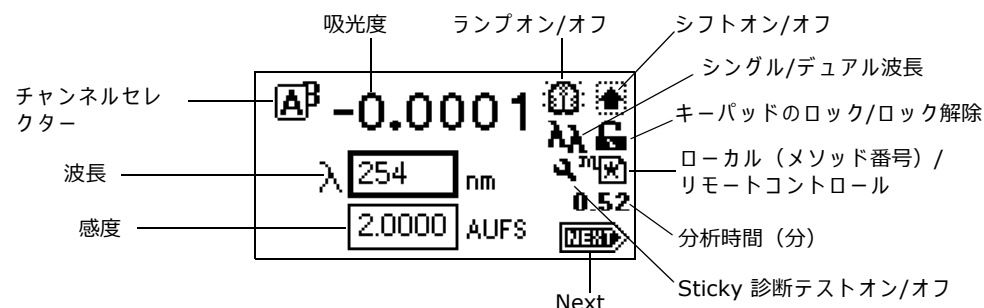 吸光度
ランプオン/オフ
シフトオン/オフ
シングル/デュアル波長
チャンネルセレ
クター
AB
-0.0001
キーパッドのロック/ロック解除
λλ
ローカル（メソッド番号）/
リモートコントロール
波長
λ 254 nm
m*
0.52
感度
2.0000 AUFS
NEXT
分析時間（分）
Sticky 診断テストオン/オフ
Next